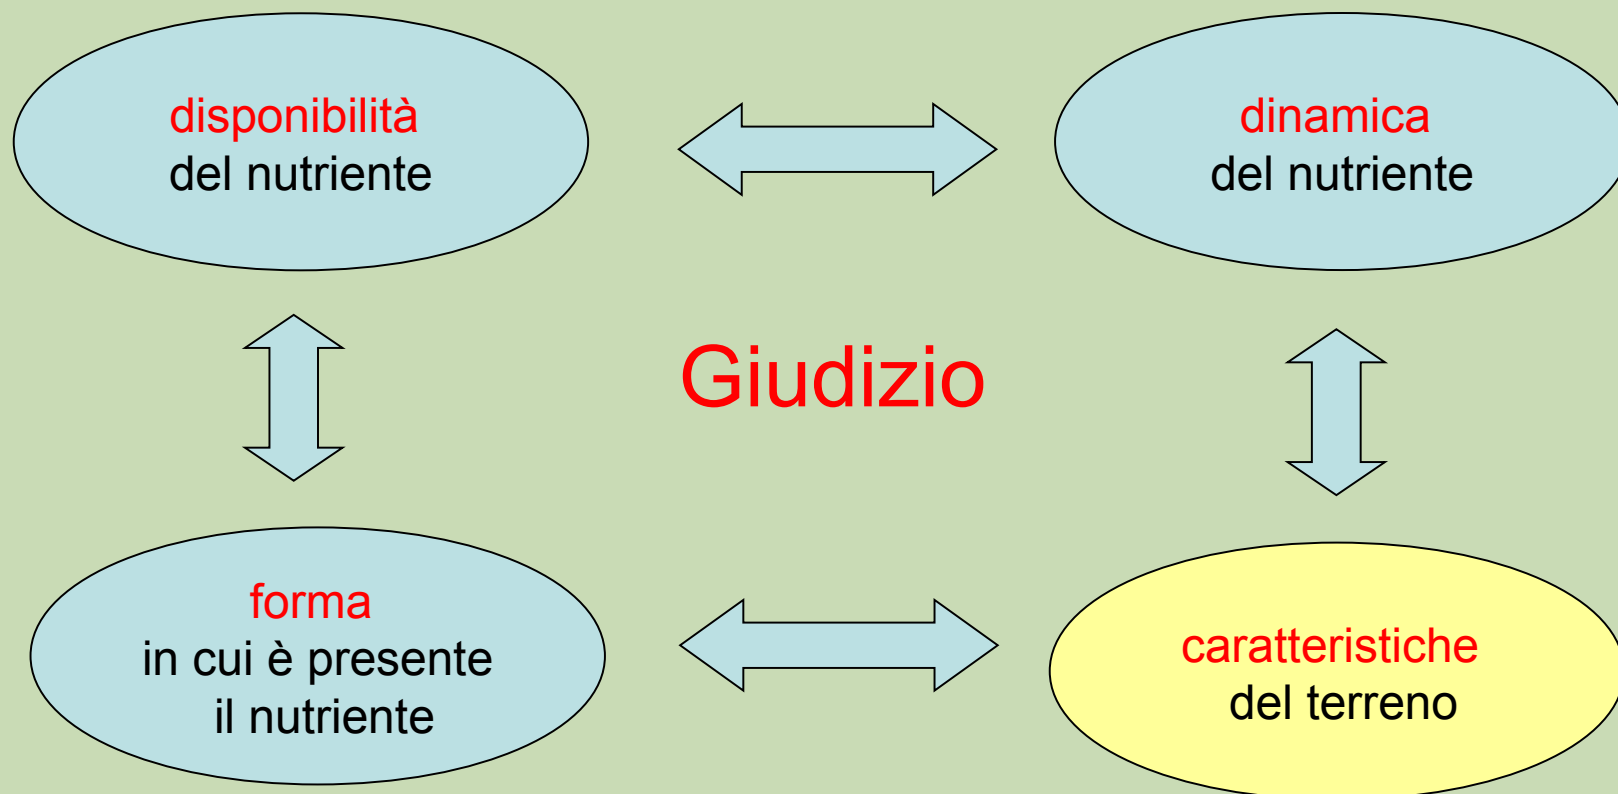 disponibilità
del nutriente
dinamica
del nutriente
Giudizio
forma
in cui è presente
il nutriente
caratteristiche
del terreno